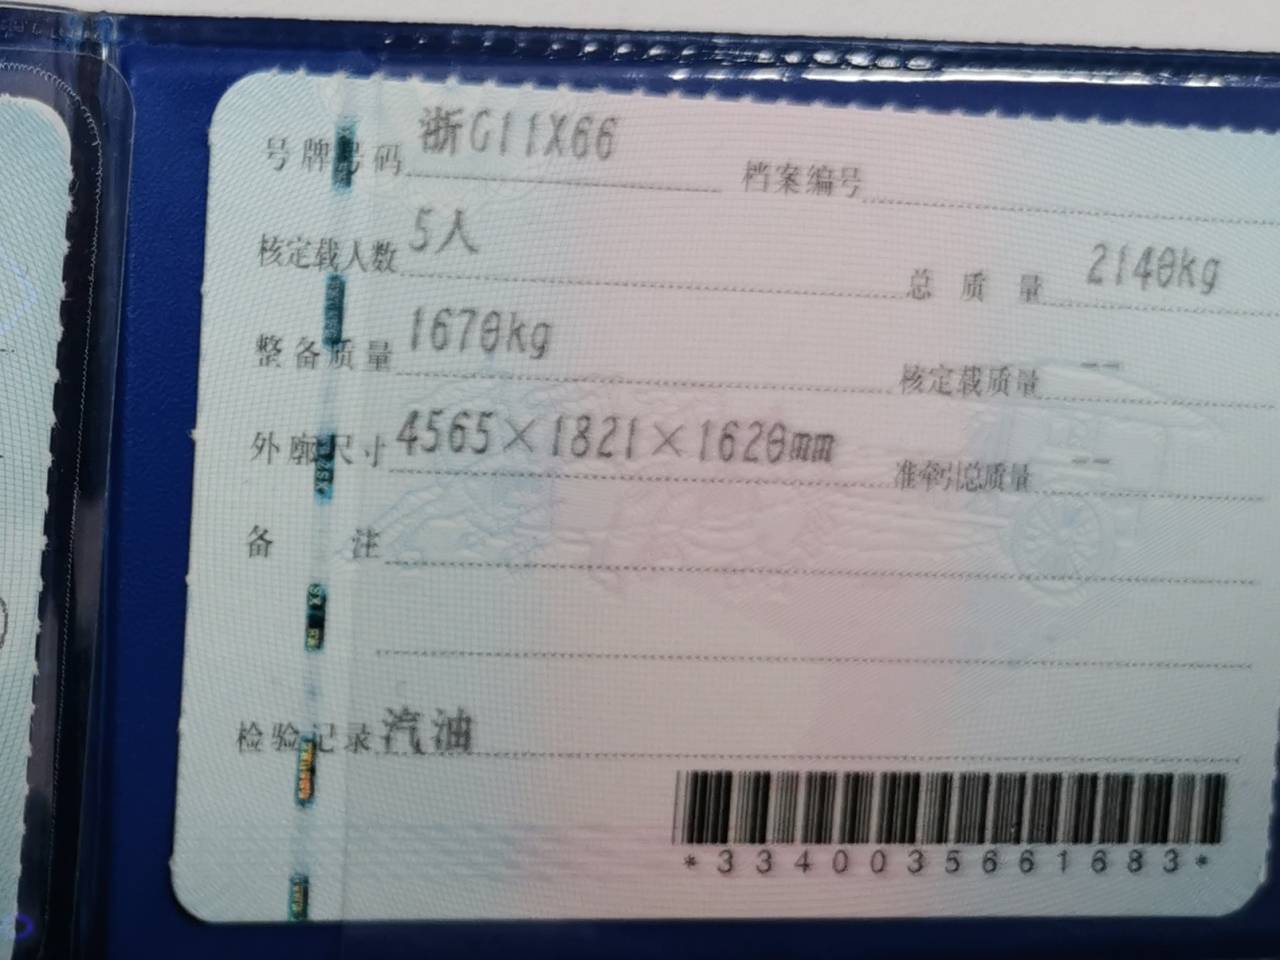 号牌号码 浙G11X66 档案编号
核定载人数 5人 总质量 2140kg
整备质量 1670kg 核定载质量 --
外廓尺寸 4565×1821×1620mm 准牵引总质量 --
备注
检验记录 汽油
*3340035661683*